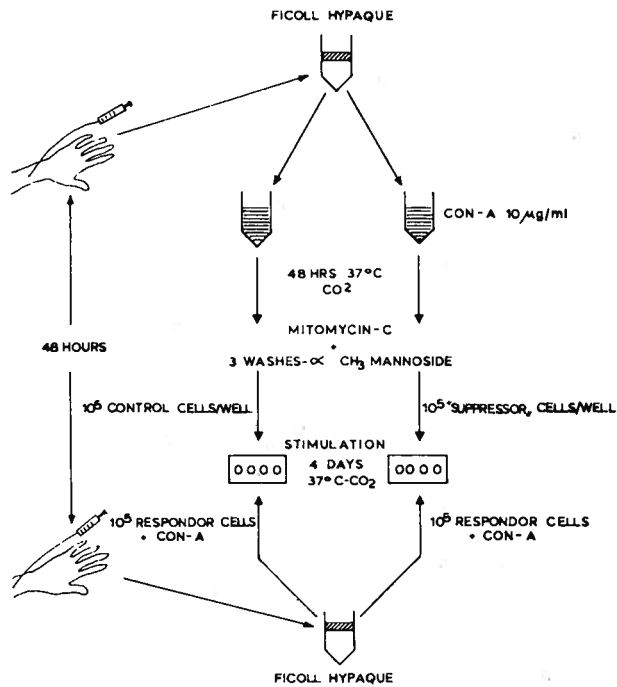 FICOLL HYPAQUE
CON-A 10 µg/ml
48 HRS 37°C
CO2
MITOMYCIN-C
+
3 WASHES-∝ CH3 MANNOSIDE
48 HOURS
10⁵ CONTROL CELLS/WELL
10⁵ "SUPPRESSOR„ CELLS/WELL
STIMULATION
4 DAYS
37°C-CO2
10⁵ RESPONDOR CELLS
+ CON-A
10⁵ RESPONDOR CELLS
+ CON-A
FICOLL HYPAQUE